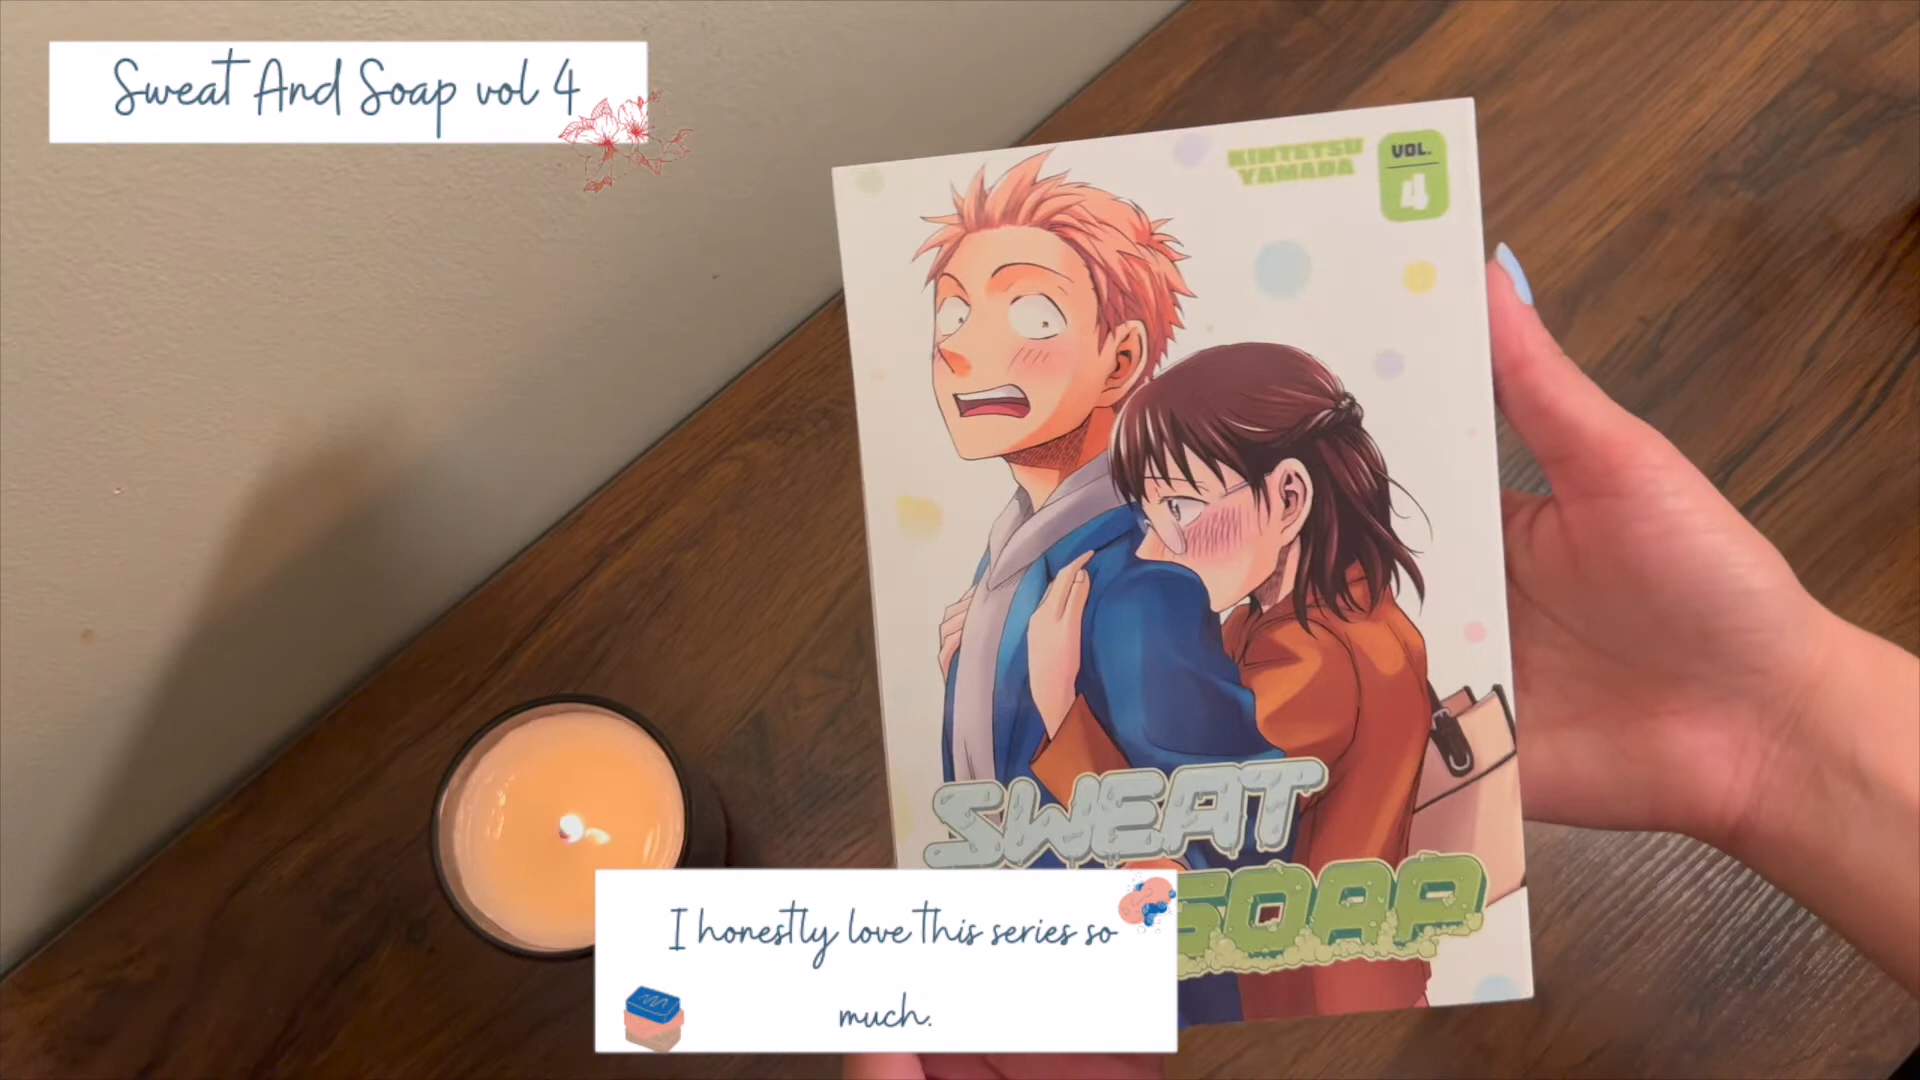 Sweat And Soap vol 4
KINTETSU
YAMADA
VOL.
4
SWEAT
SOAP
I honestly love this series so
much.